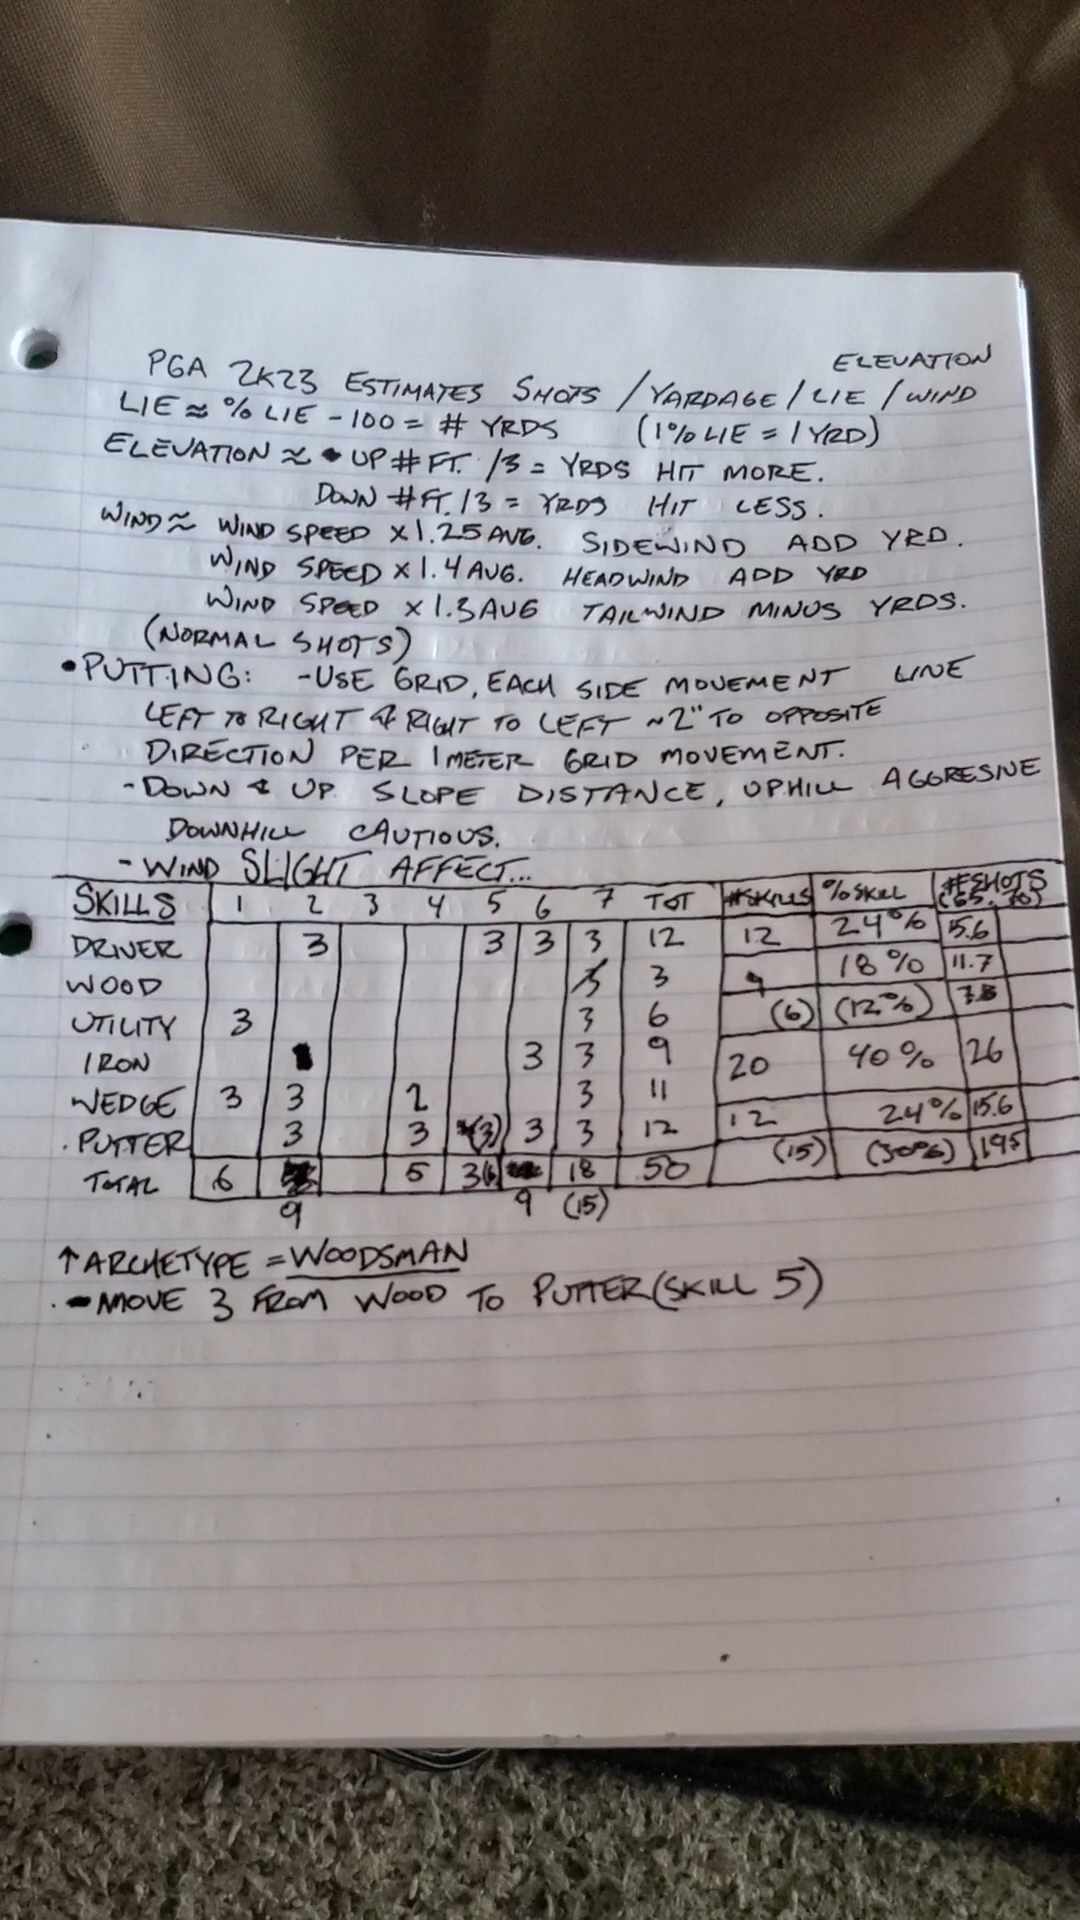 ELEVATION
PGA 2K23 ESTIMATES SHOTS / YARDAGE / LIE / WIND
LIE ≈ % LIE - 100 = # YRDS (1% LIE = 1 YRD)
ELEVATION ≈ UP # FT. /3 = YRDS HIT MORE.
DOWN # FT. /3 = YRDS HIT LESS.
WIND ≈ WIND SPEED X 1.25 AVG. SIDEWIND ADD YRD.
WIND SPEED X 1.4 AUG. HEADWIND ADD YRD
WIND SPEED X 1.3 AUG TAILWIND MINUS YRDS.
(NORMAL SHOTS)
• PUTTING: - USE GRID, EACH SIDE MOVEMENT LINE
LEFT TO RIGHT & RIGHT TO LEFT ~2" TO OPPOSITE
DIRECTION PER 1 METER GRID MOVEMENT.
- DOWN & UP SLOPE DISTANCE, UPHILL AGGRESIVE
DOWNHILL CAUTIOUS.
- WIND SLIGHT AFFECT...
SKILLS 1 2 3 4 5 6 7 TOT #SKILLS % SKILL # SHOTS (65.70)
DRIVER 3 3 3 3 12 12 24% 15.6
WOOD 3 3 9 18% 11.7
UTILITY 3 3 6 (6) (12%) 7.8
IRON 3 3 9 20 40% 26
WEDGE 3 3 2 3 11 12 24% 15.6
PUTTER 3 3 (3) 3 3 12 (15) (30%) 19.5
TOTAL 6 5 3 6 18 50
9 9 (15)
↑ ARCHETYPE = WOODSMAN
- MOVE 3 FROM WOOD TO PUTTER (SKILL 5)